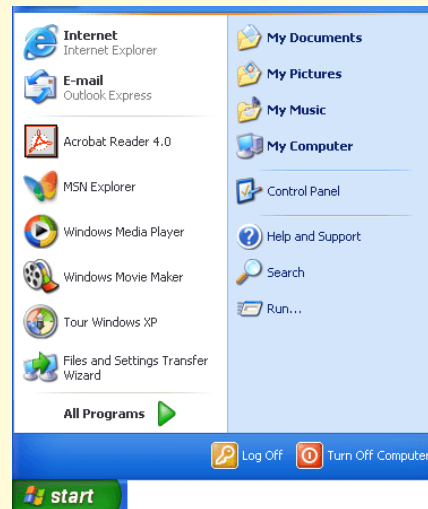 Internet
Internet Explorer
E-mail
Outlook Express
Acrobat Reader 4.0
MSN Explorer
Windows Media Player
Windows Movie Maker
Tour Windows XP
Files and Settings Transfer
Wizard
All Programs
My Documents
My Pictures
My Music
My Computer
Control Panel
Help and Support
Search
Run...
Log Off
Turn Off Computer
start